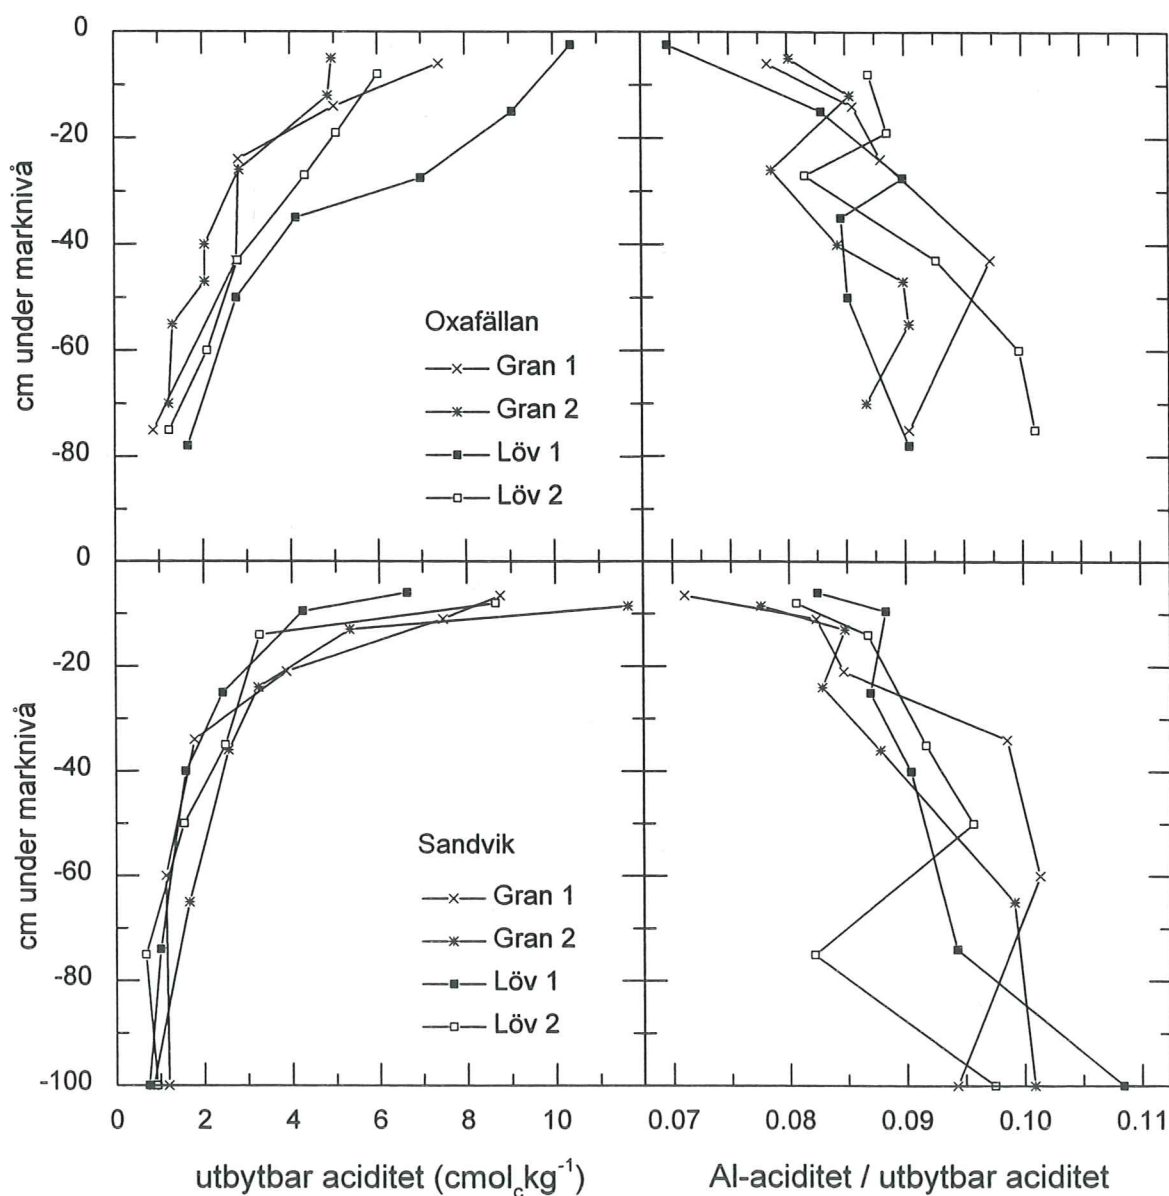 0
-20
-40
-60
-80
cm under marknivå
Oxafällan
Gran 1
Gran 2
Löv 1
Löv 2
0
-20
-40
-60
-80
-100
cm under marknivå
Sandvik
Gran 1
Gran 2
Löv 1
Löv 2
0 2 4 6 8 10
0.07 0.08 0.09 0.10 0.11
utbytbar aciditet (cmolckg-1)
Al-aciditet / utbytbar aciditet